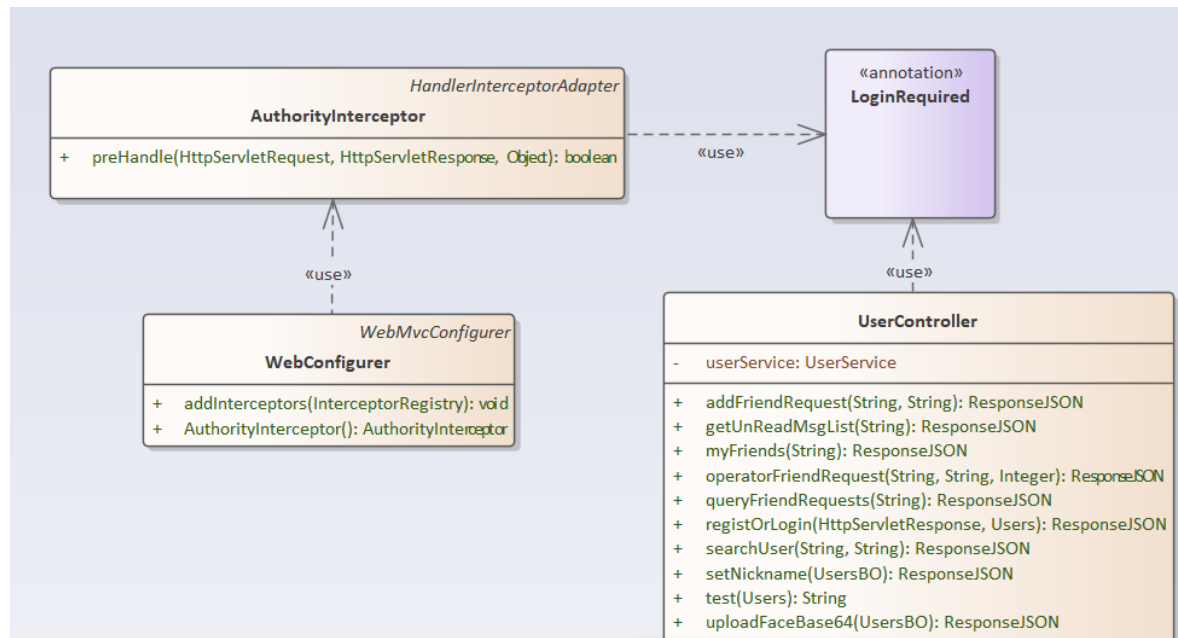 HandlerInterceptorAdapter
AuthorityInterceptor
+ preHandle(HttpServletRequest, HttpServletResponse, Object): boolean
«use»
«annotation»
LoginRequired
«use»
WebMvcConfigurer
WebConfigurer
+ addInterceptors(InterceptorRegistry): void
+ AuthorityInterceptor(): AuthorityInterceptor
«use»
UserController
- userService: UserService
+ addFriendRequest(String, String): ResponseJSON
+ getUnReadMsgList(String): ResponseJSON
+ myFriends(String): ResponseJSON
+ operatorFriendRequest(String, String, Integer): ResponseJSON
+ queryFriendRequests(String): ResponseJSON
+ registOrLogin(HttpServletResponse, Users): ResponseJSON
+ searchUser(String, String): ResponseJSON
+ setNickname(UsersBO): ResponseJSON
+ test(Users): String
+ uploadFaceBase64(UsersBO): ResponseJSON